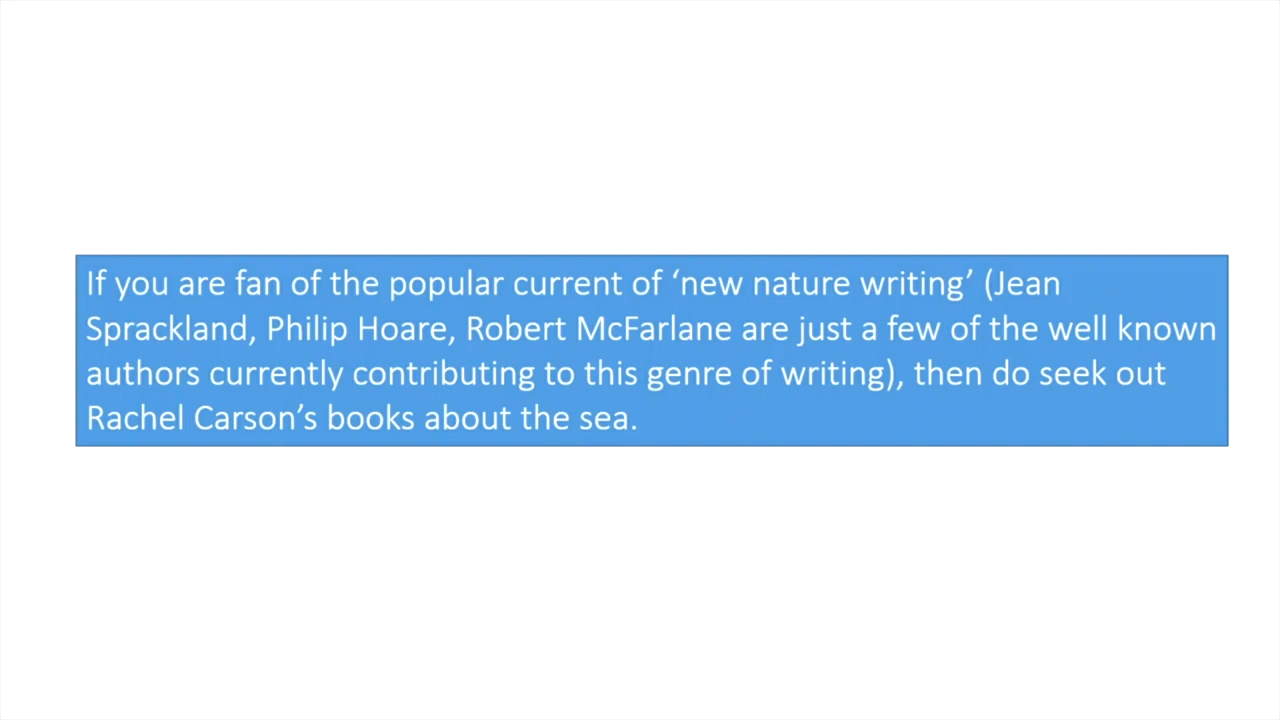 If you are fan of the popular current of ‘new nature writing’ (Jean
Sprackland, Philip Hoare, Robert McFarlane are just a few of the well known
authors currently contributing to this genre of writing), then do seek out
Rachel Carson’s books about the sea.